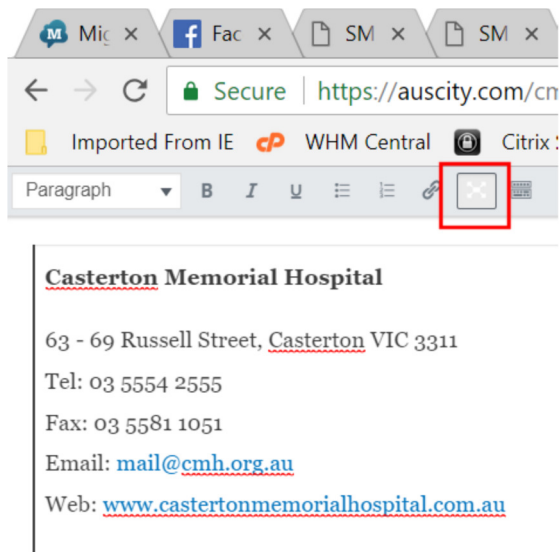 Mig Fac SM SM
Secure https://auscity.com/cm
Imported From IE cP WHM Central Citrix
Paragraph B I U
Casterton Memorial Hospital
63 - 69 Russell Street, Casterton VIC 3311
Tel: 03 5554 2555
Fax: 03 5581 1051
Email: mail@cmh.org.au
Web: www.castertonmemorialhospital.com.au